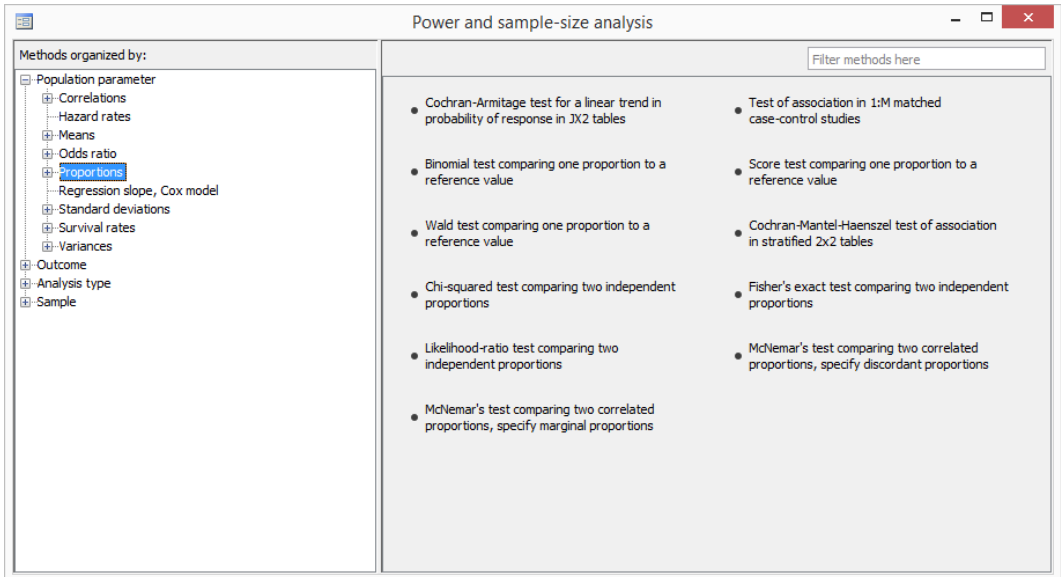 Power and sample-size analysis
Methods organized by:
Population parameter
Correlations
Hazard rates
Means
Odds ratio
Proportions
Regression slope, Cox model
Standard deviations
Survival rates
Variances
Outcome
Analysis type
Sample
Filter methods here
Cochran-Armitage test for a linear trend in
probability of response in JX2 tables
Test of association in 1:M matched
case-control studies
Binomial test comparing one proportion to a
reference value
Score test comparing one proportion to a
reference value
Wald test comparing one proportion to a
reference value
Cochran-Mantel-Haenszel test of association
in stratified 2x2 tables
Chi-squared test comparing two independent
proportions
Fisher's exact test comparing two independent
proportions
Likelihood-ratio test comparing two
independent proportions
McNemar's test comparing two correlated
proportions, specify discordant proportions
McNemar's test comparing two correlated
proportions, specify marginal proportions